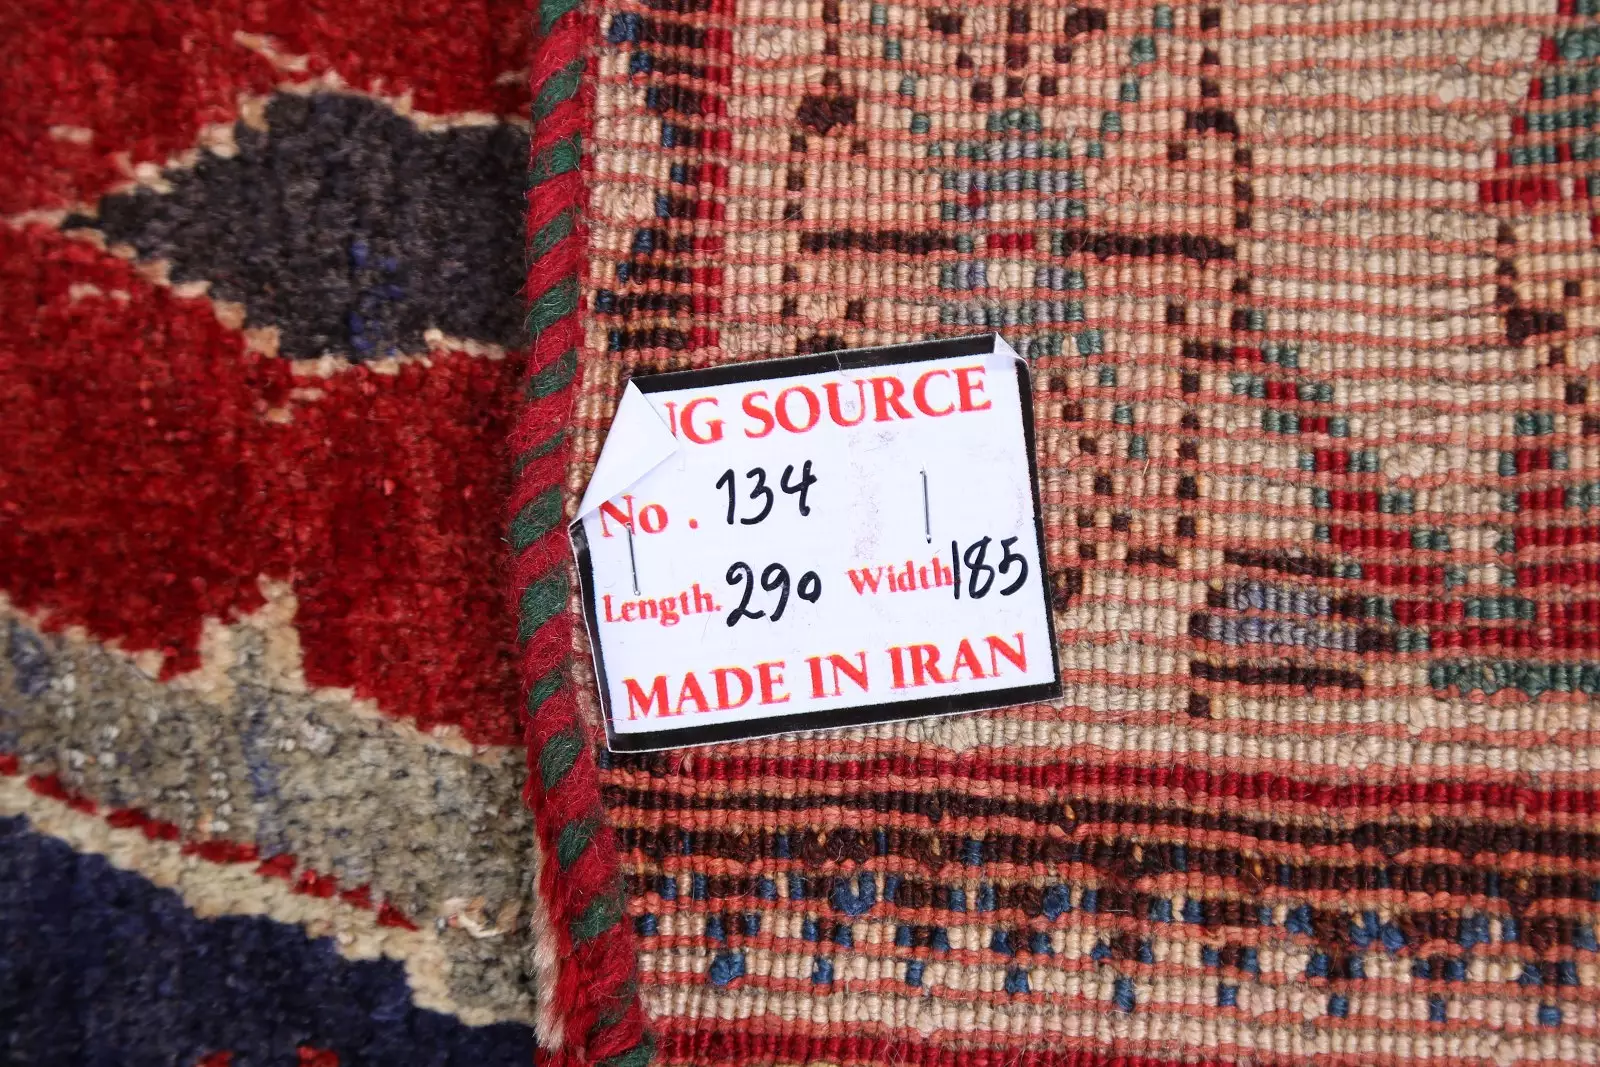 UG SOURCE
No. 134
Length. 290 Width 185
MADE IN IRAN